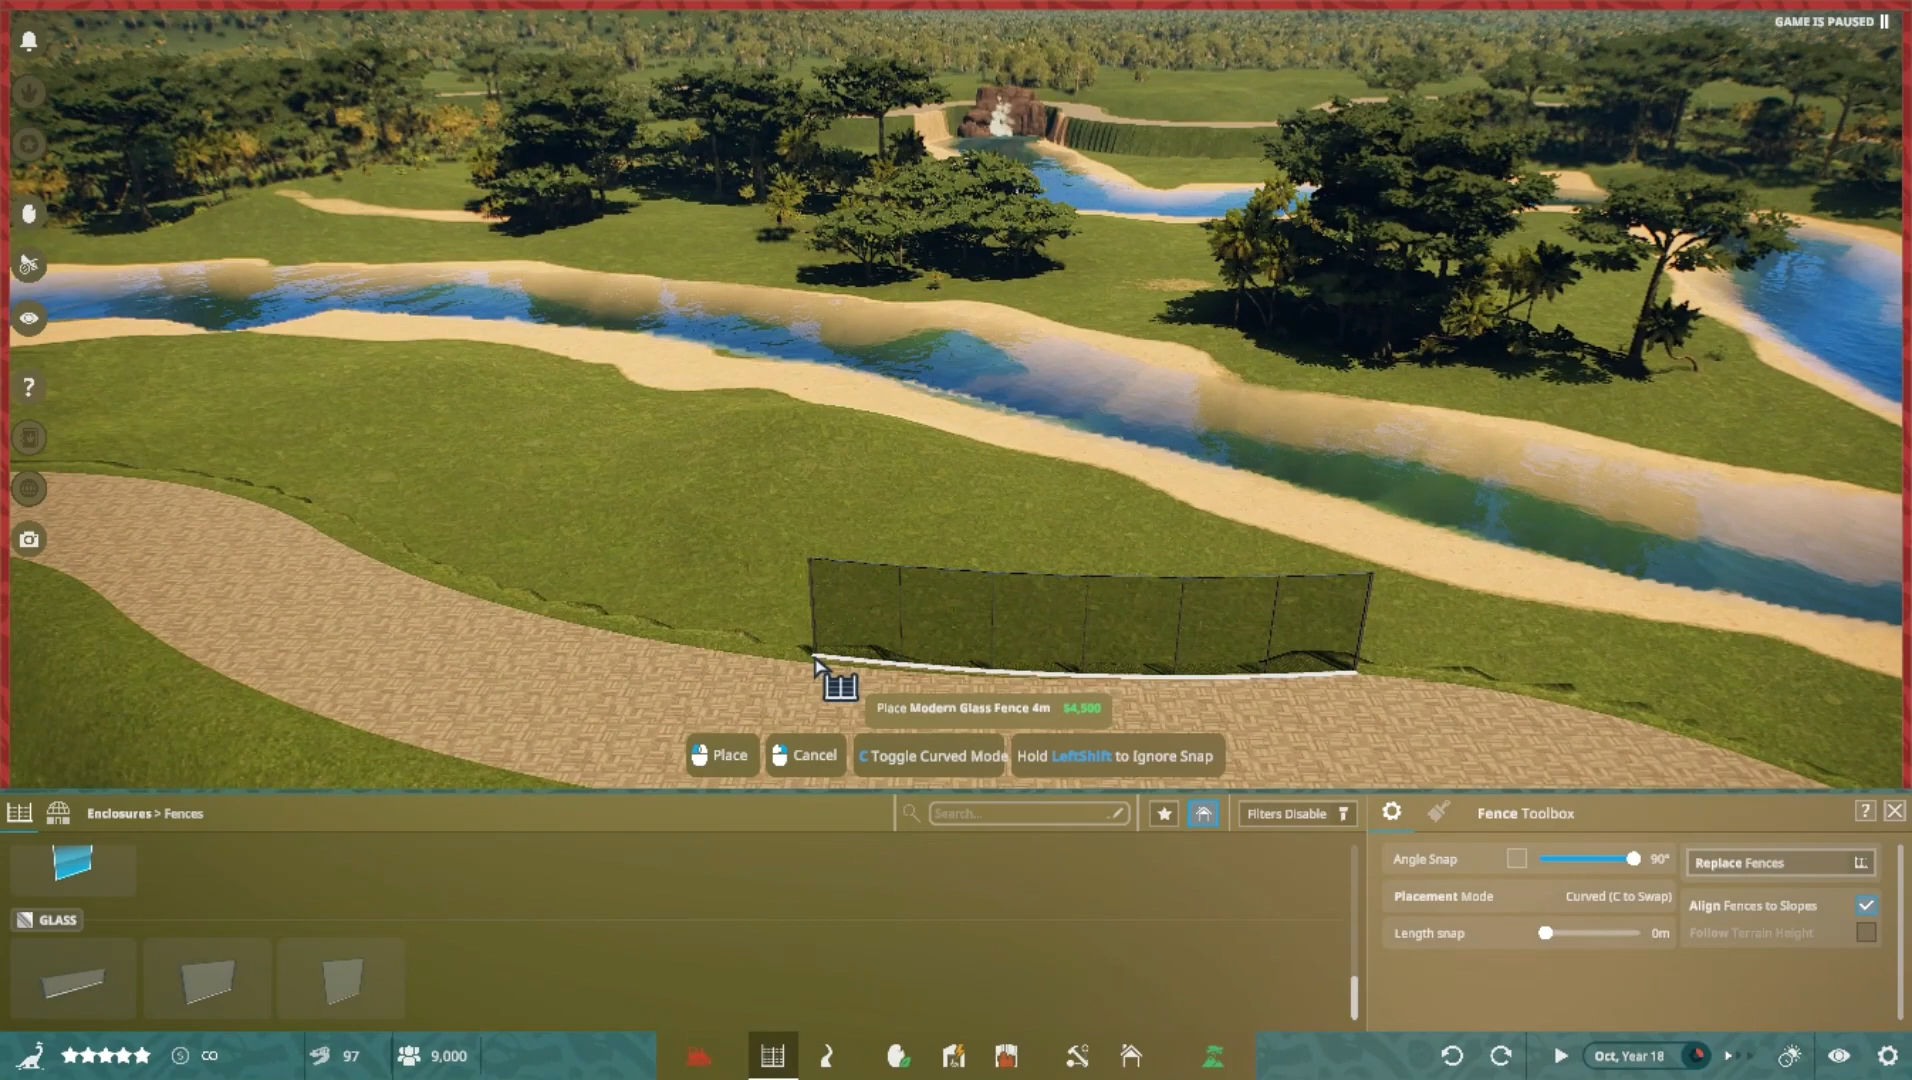 GAME IS PAUSED
?
Place Modern Glass Fence 4m $4,500
Place
Cancel
C Toggle Curved Mode
Hold LeftShift to Ignore Snap
Enclosures > Fences
Search...
Filters Disable
Fence Toolbox
?
Angle Snap
90°
Replace Fences
Placement Mode
Curved (C to Swap)
Align Fences to Slopes
Length snap
0m
Follow Terrain Height
GLASS
97
9,000
Oct, Year 18